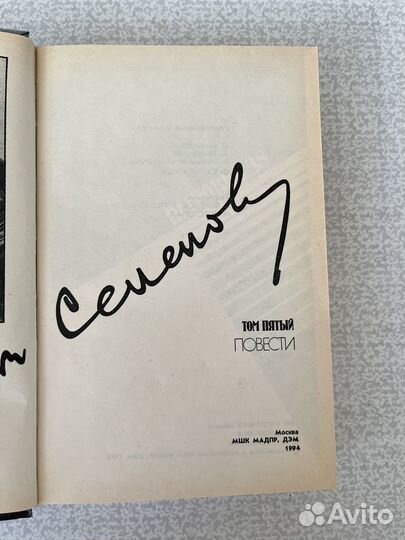 Семенов
ТОМ ПЯТЫЙ
ПОВЕСТИ
Москва
МШК МАДПР, ДЭМ
1994
Avito